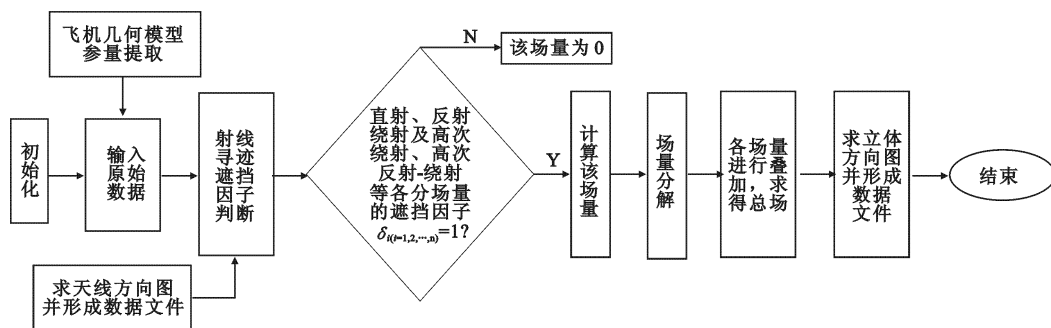 飞机几何模型
参量提取
初
始
化
输入
原始
数据
射线
寻迹
遮挡
因子
判断
求天线方向图
并形成数据文件
直射、反射
绕射及高次
绕射、高次
反射-绕射
等各分场量
的遮挡因子
δi(i=1,2,…,n)=1?
N
该场量为0
Y
计
算
该
场
量
场
量
分
解
各场量
进行叠
加，求
得总场
求立体
方向图
并形成
数据
文件
结束